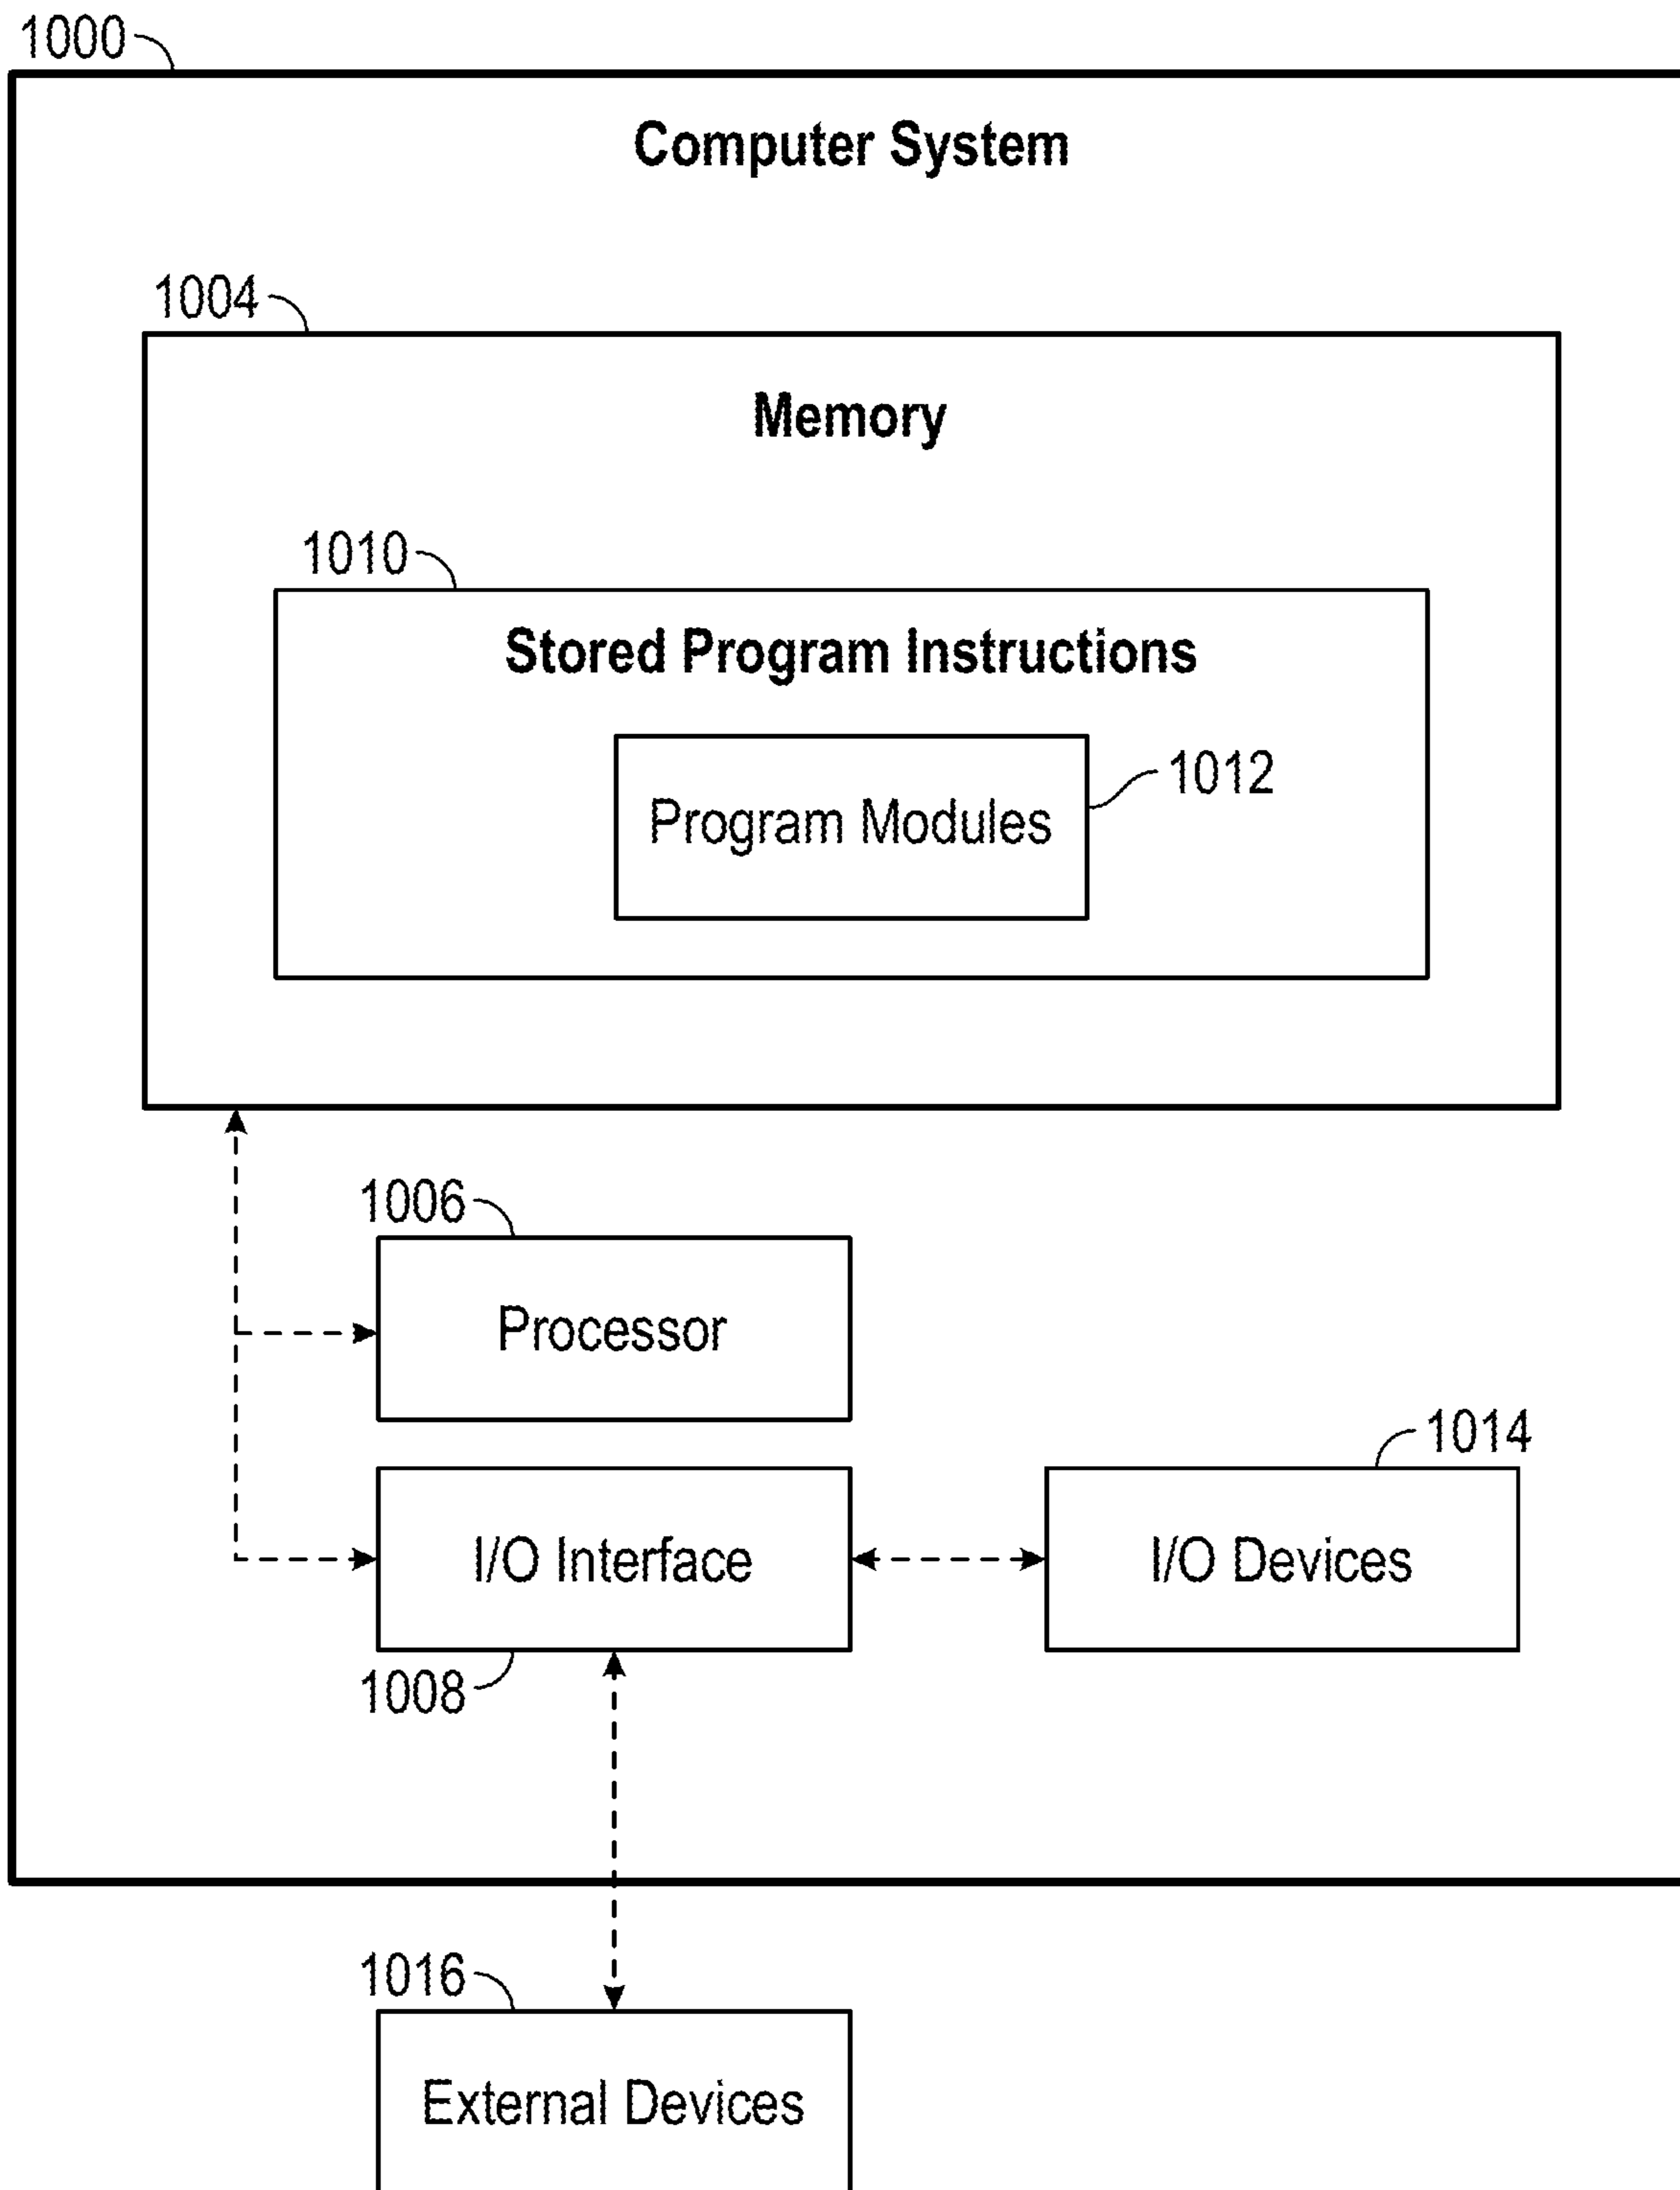 1000
Computer System
1004
Memory
1010
Stored Program Instructions
1012
Program Modules
1006
Processor
1014
I/O Interface
I/O Devices
1008
1016
External Devices